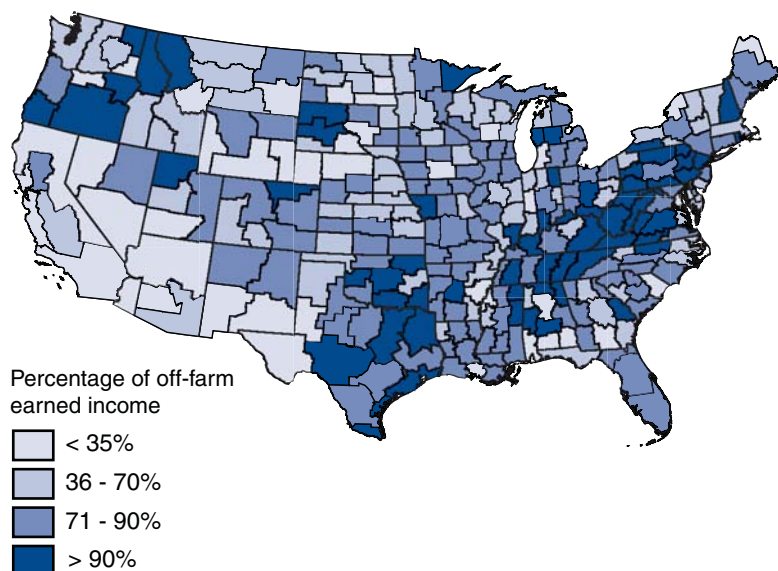 Percentage of off-farm
earned income
< 35%
36 - 70%
71 - 90%
> 90%